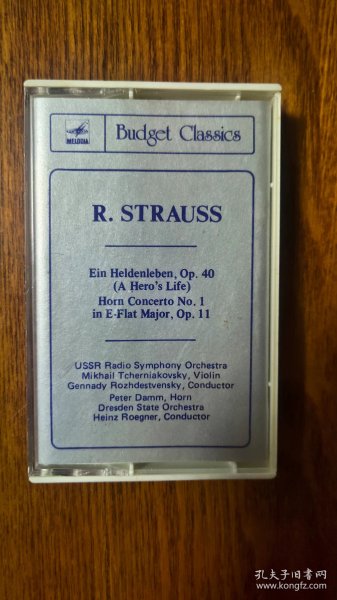 MELODIA
Budget Classics
R. STRAUSS
Ein Heldenleben, Op. 40
(A Hero's Life)
Horn Concerto No. 1
in E-Flat Major, Op. 11
USSR Radio Symphony Orchestra
Mikhail Tcherniakovsky, Violin
Gennady Rozhdestvensky, Conductor
Peter Damm, Horn
Dresden State Orchestra
Heinz Roegner, Conductor
孔夫子旧书网
kongfz.com